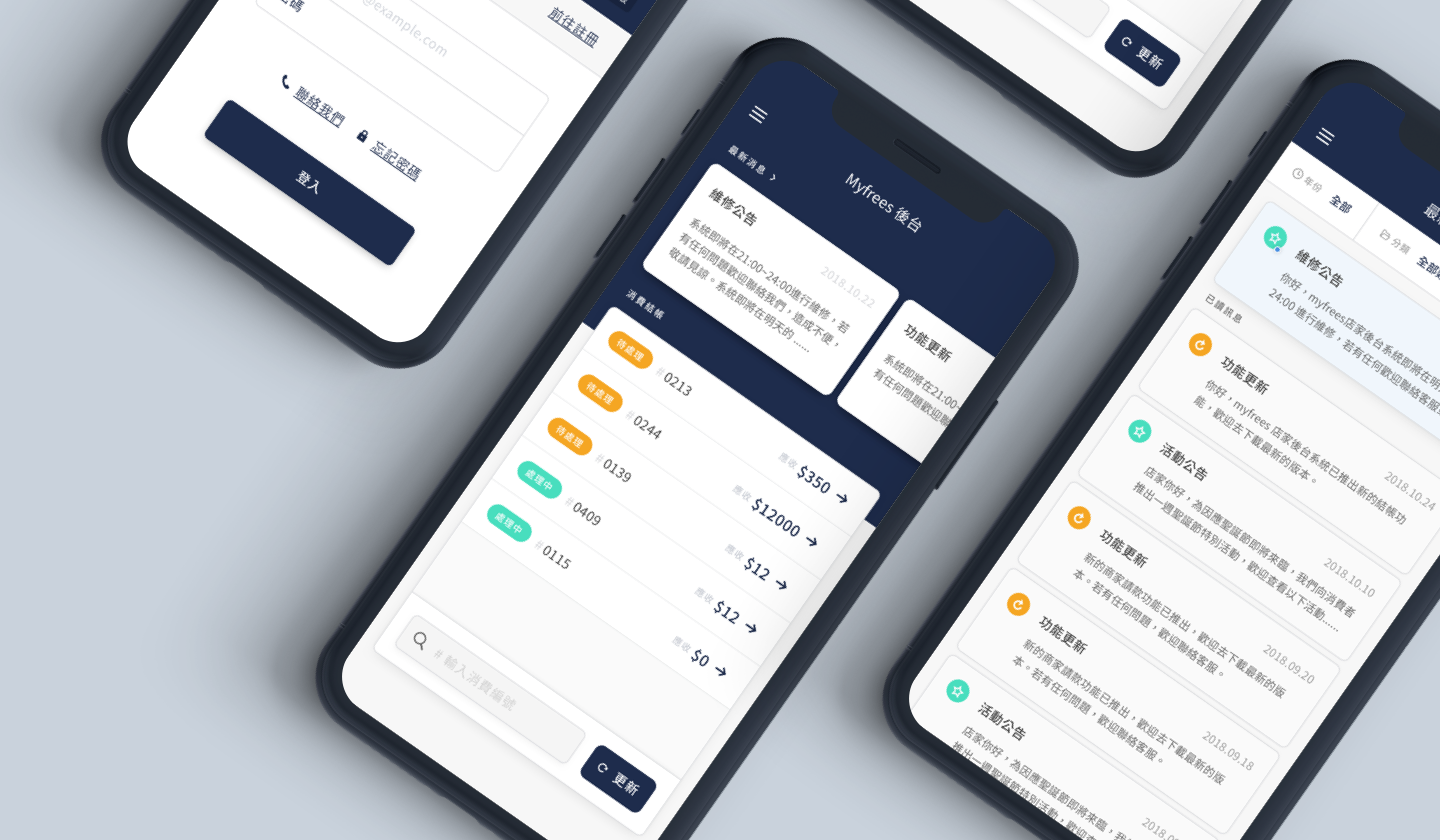 @example.com
前往註冊
聯絡我們
忘記密碼
登入
更新
Myfrees 後台
最新消息
維修公告
2018.10.22
系統即將在21:00~24:00進行維修，若
有任何問題歡迎聯絡我們，造成不便，
敬請見諒。系統即將在明天的......
功能更新
系統即將在21:00~
有任何問題歡迎聯
消費結帳
待處理 #0213 應收 $350
待處理 #0244 應收 $12000
待處理 #0139 應收 $12
處理中 #0409 應收 $12
處理中 #0115 應收 $0
# 輸入消費編號
更新
年份 全部
分類
維修公告
你好，myfrees店家後台系統即將在明
24:00 進行維修，若有任何歡迎聯絡客服
已讀訊息
功能更新
2018.10.24
你好，myfrees 店家後台系統已推出新的結帳功
能，歡迎去下載最新的版本。
活動公告
2018.10.10
店家你好，為因應聖誕節即將來臨，我們向消費者
推出一週聖誕節特別活動，歡迎查看以下活動......
功能更新
2018.09.20
新的商家請款功能已推出，歡迎去下載最新的版
本。若有任何問題，歡迎聯絡客服。
功能更新
2018.09.18
新的商家請款功能已推出，歡迎去下載最新的版
本。若有任何問題，歡迎聯絡客服。
活動公告
店家你好，為因應聖誕節即將來臨，我
推出一週聖誕節特別活動，歡迎